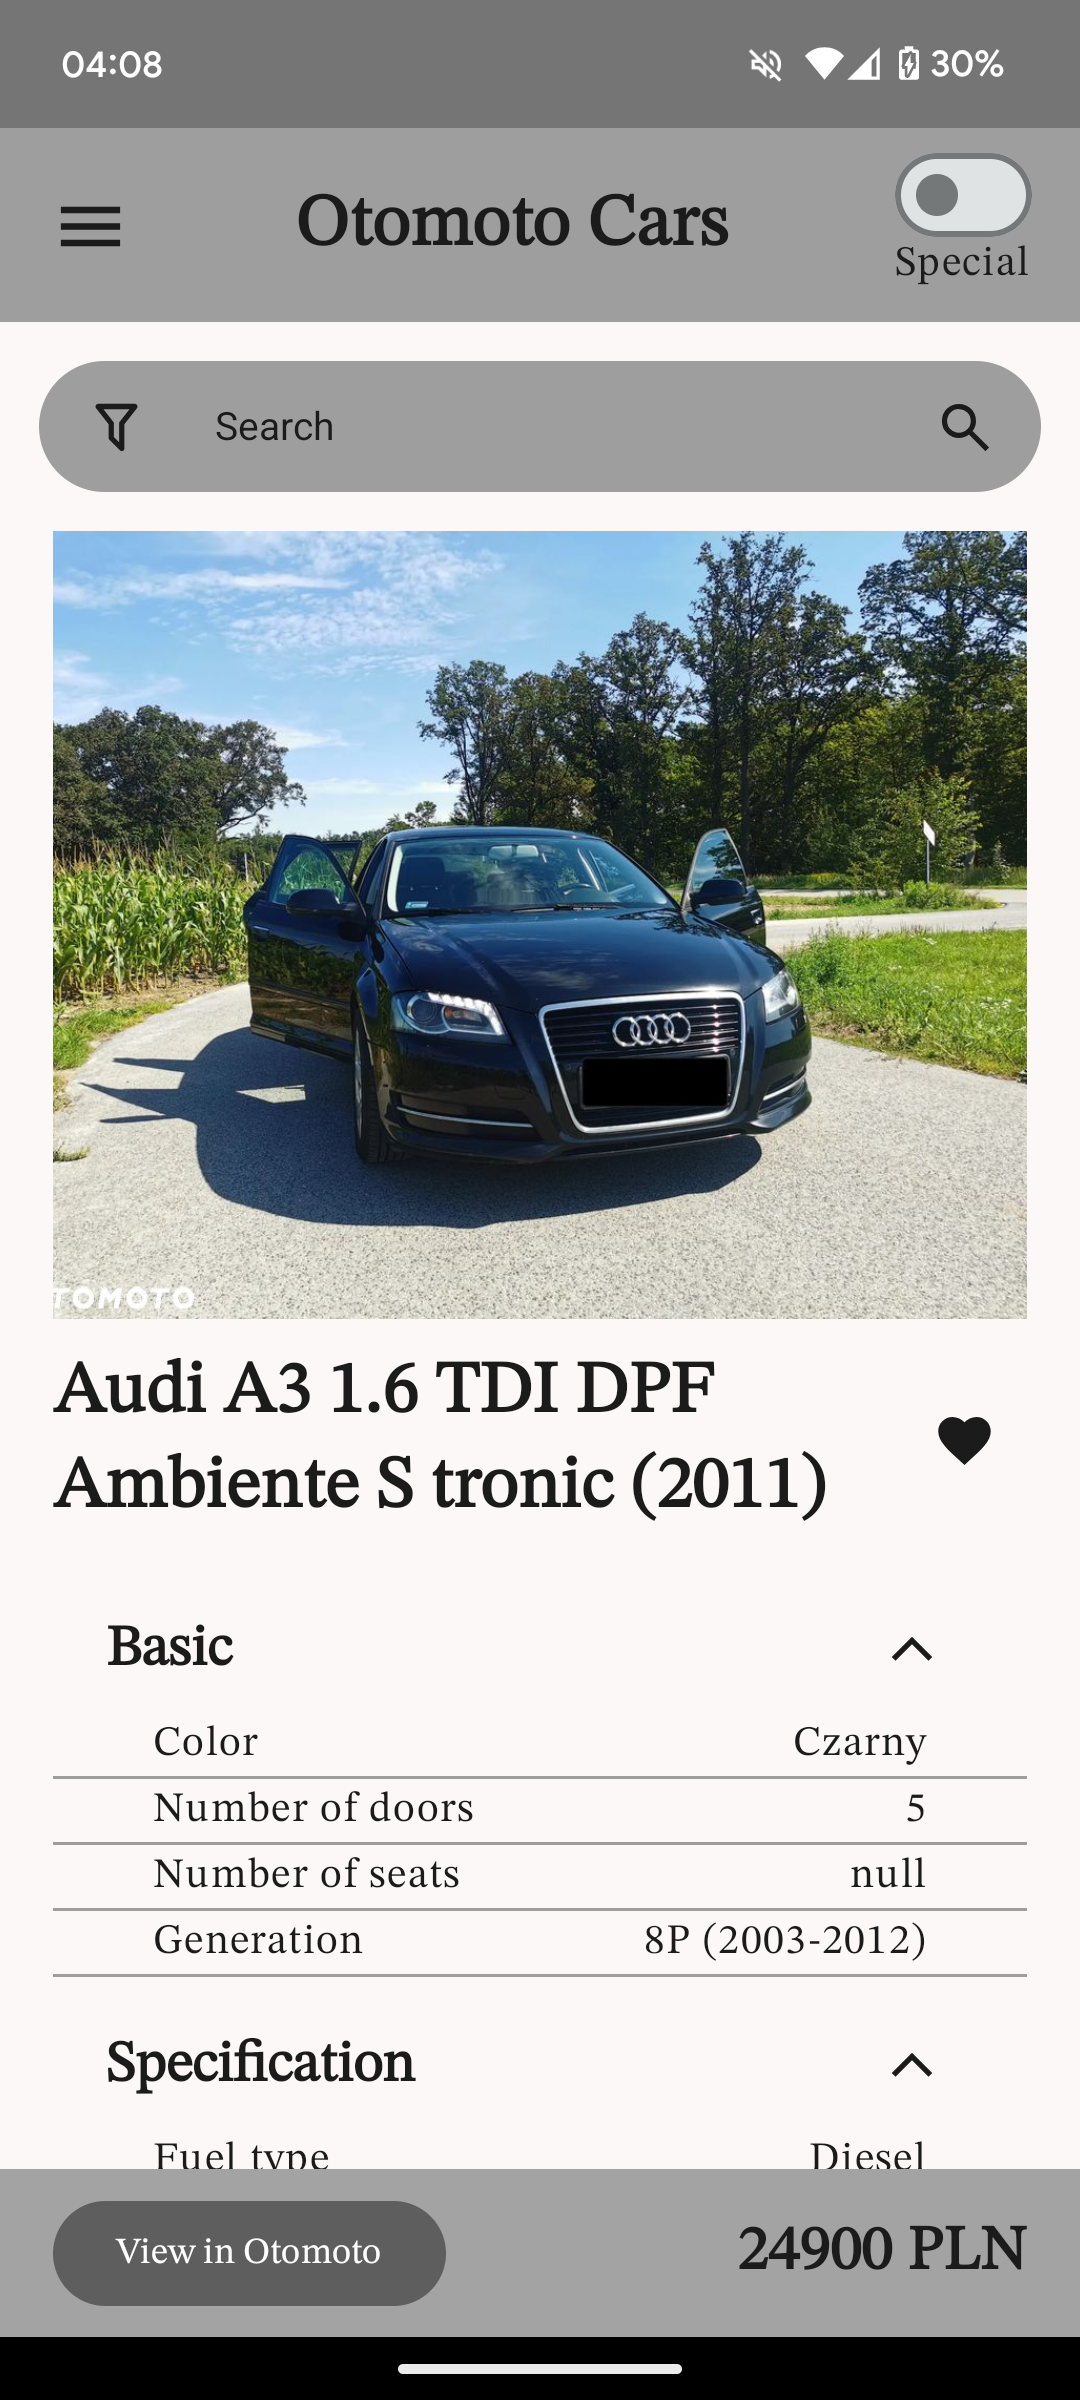 04:08
30%
Otomoto Cars
Special
Search
TOMOTO
Audi A3 1.6 TDI DPF
Ambiente S tronic (2011)
Basic
Color Czarny
Number of doors 5
Number of seats null
Generation 8P (2003-2012)
Specification
Fuel type Diesel
View in Otomoto
24900 PLN